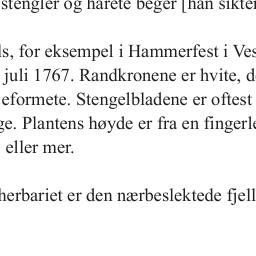 stengler og hårete beger [han sikter
ls, for eksempel i Hammerfest i Ves
juli 1767. Randkronene er hvite, d
eformete. Stengelbladene er oftest
ge. Plantens høyde er fra en fingerle
eller mer.
herbariet er den nærbeslektede fjell